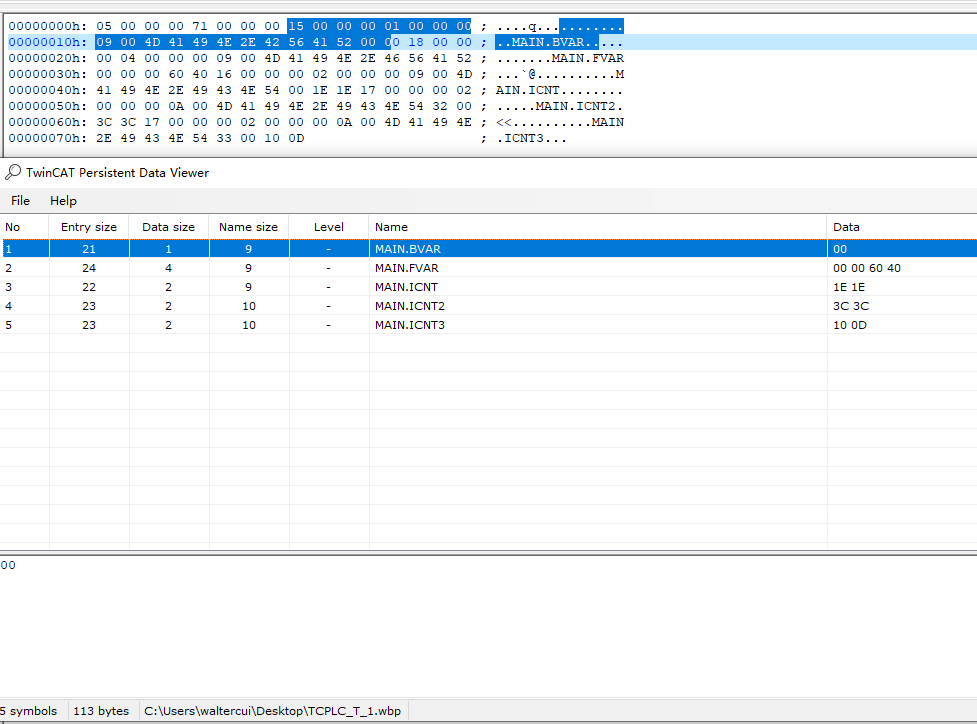 00000000h: 05 00 00 00 71 00 00 00 15 00 00 00 01 00 00 00 ; ....q...........
00000010h: 09 00 4D 41 49 4E 2E 42 56 41 52 00 00 18 00 00 ; ..MAIN.BVAR.....
00000020h: 00 04 00 00 00 09 00 4D 41 49 4E 2E 46 56 41 52 ; .......MAIN.FVAR
00000030h: 00 00 00 60 40 16 00 00 00 02 00 00 00 09 00 4D ; ...`@..........M
00000040h: 41 49 4E 2E 49 43 4E 54 00 1E 1E 17 00 00 00 02 ; AIN.ICNT........
00000050h: 00 00 00 0A 00 4D 41 49 4E 2E 49 43 4E 54 32 00 ; .....MAIN.ICNT2.
00000060h: 3C 3C 17 00 00 00 02 00 00 00 0A 00 4D 41 49 4E ; <<..........MAIN
00000070h: 2E 49 43 4E 54 33 00 10 0D ; .ICNT3...
TwinCAT Persistent Data Viewer
File Help
No Entry size Data size Name size Level Name Data
1 21 1 9 - MAIN.BVAR 00
2 24 4 9 - MAIN.FVAR 00 00 60 40
3 22 2 9 - MAIN.ICNT 1E 1E
4 23 2 10 - MAIN.ICNT2 3C 3C
5 23 2 10 - MAIN.ICNT3 10 0D
00
5 symbols 113 bytes C:\Users\waltercui\Desktop\TCPLC_T_1.wbp